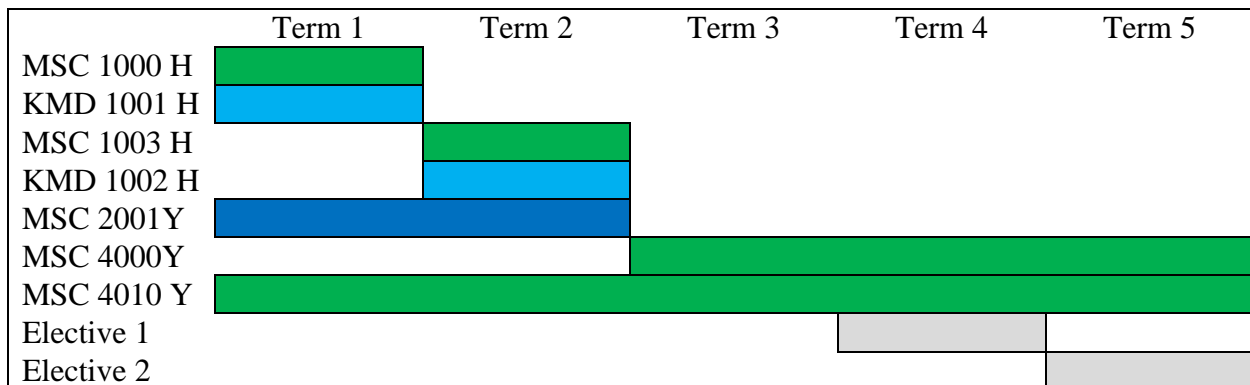 Term 1 Term 2 Term 3 Term 4 Term 5
MSC 1000 H
KMD 1001 H
MSC 1003 H
KMD 1002 H
MSC 2001Y
MSC 4000Y
MSC 4010 Y
Elective 1
Elective 2